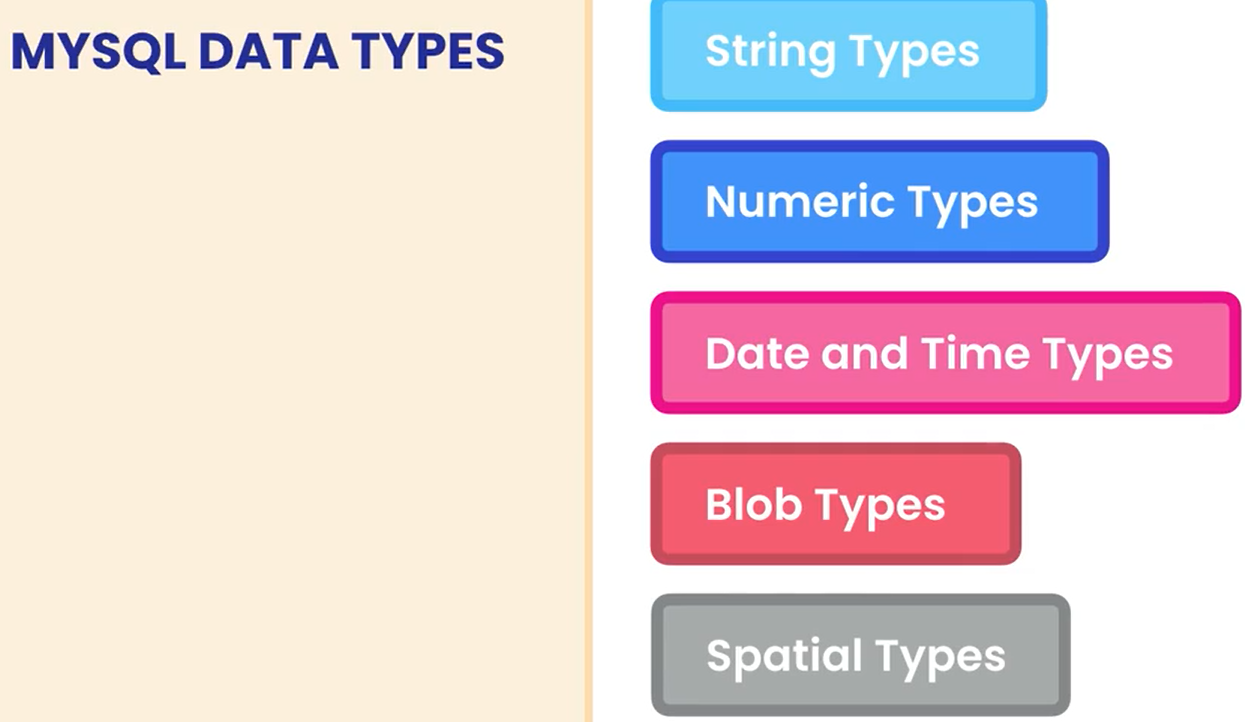 MYSQL DATA TYPES
String Types
Numeric Types
Date and Time Types
Blob Types
Spatial Types